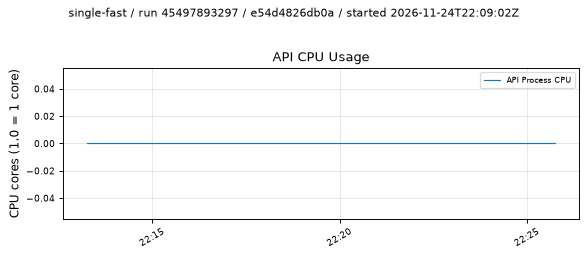 single-fast / run 45497893297 / e54d4826db0a / started 2026-11-24T22:09:02Z
API CPU Usage
API Process CPU
CPU cores (1.0 = 1 core)
0.04
0.02
0.00
−0.02
−0.04
22:15
22:20
22:25